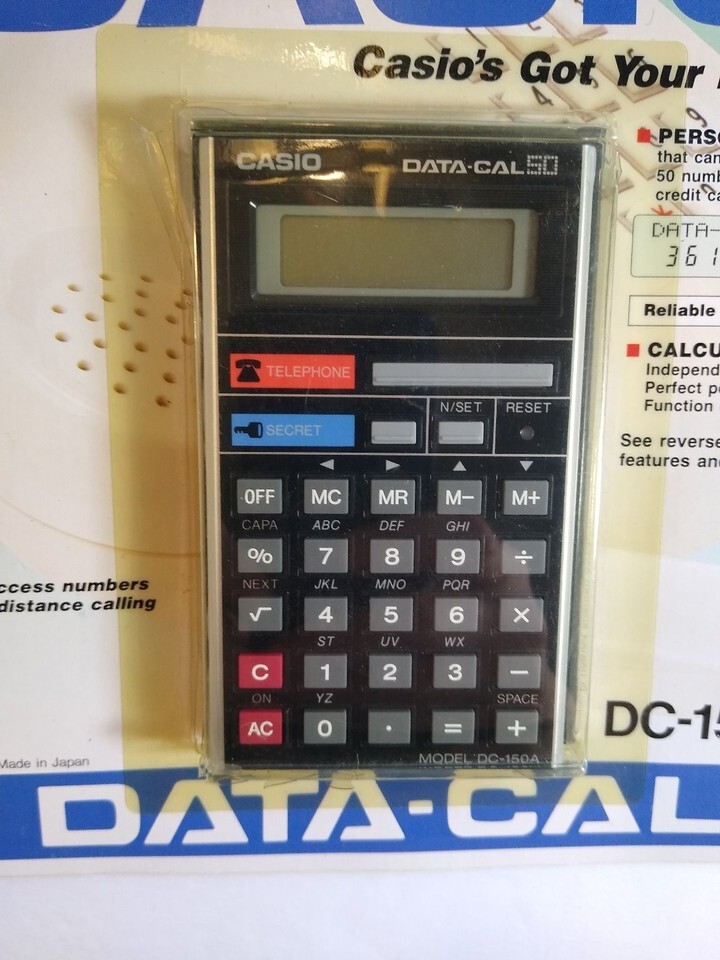 Casio's Got Your
CASIO
DATA-CAL 50
PERSO
that can
50 numb
credit ca
DATA-
361
Reliable
CALCU
Independ
Perfect p
Function
See reverse
features and
TELEPHONE
SECRET
N/SET
RESET
◀ ▶ ▲ ▼
OFF MC MR M− M+
CAPA ABC DEF GHI
% 7 8 9 ÷
NEXT JKL MNO PQR
√ 4 5 6 ×
ST UV WX
C 1 2 3 −
ON YZ SPACE
AC 0 · = +
MODEL DC-150A
ccess numbers
distance calling
DC-15
Made in Japan
DATA-CAL